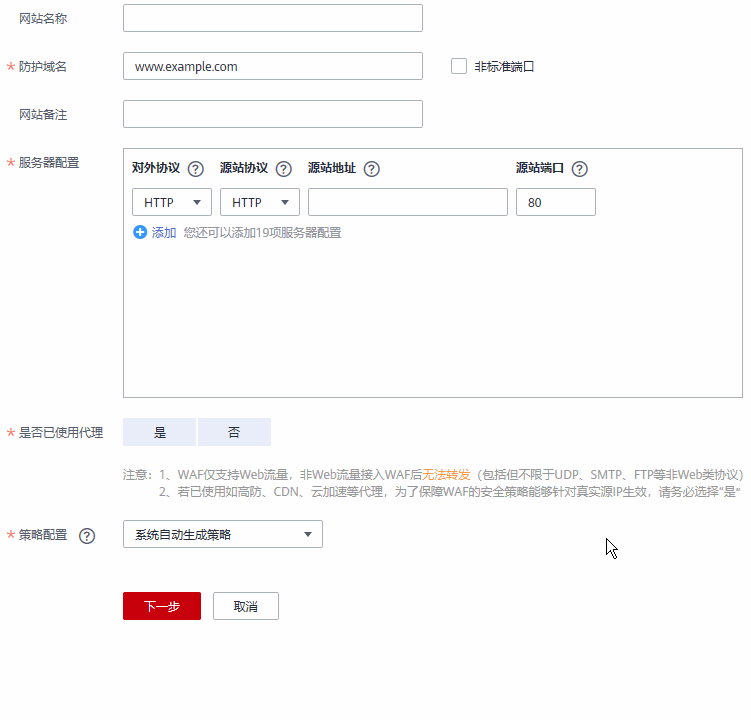 网站名称
* 防护域名 www.example.com 非标准端口
网站备注
* 服务器配置 对外协议 ? 源站协议 ? 源站地址 ? 源站端口 ?
HTTP HTTP 80
添加 您还可以添加19项服务器配置
* 是否已使用代理 是 否
注意：1、WAF仅支持Web流量，非Web流量接入WAF后无法转发（包括但不限于UDP、SMTP、FTP等非Web类协议）
2、若已使用如高防、CDN、云加速等代理，为了保障WAF的安全策略能够针对真实源IP生效，请务必选择“是”
* 策略配置 ? 系统自动生成策略
下一步 取消